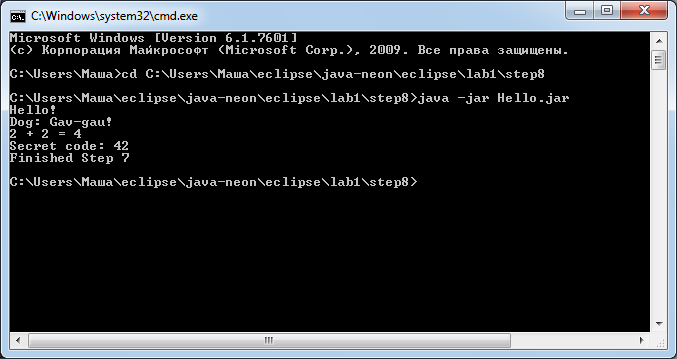 C:\Windows\system32\cmd.exe
Microsoft Windows [Version 6.1.7601]
(c) Корпорация Майкрософт (Microsoft Corp.), 2009. Все права защищены.
C:\Users\Маша>cd C:\Users\Маша\eclipse\java-neon\eclipse\lab1\step8
C:\Users\Маша\eclipse\java-neon\eclipse\lab1\step8>java -jar Hello.jar
Hello!
Dog: Gav-gau!
2 + 2 = 4
Secret code: 42
Finished Step 7
C:\Users\Маша\eclipse\java-neon\eclipse\lab1\step8>